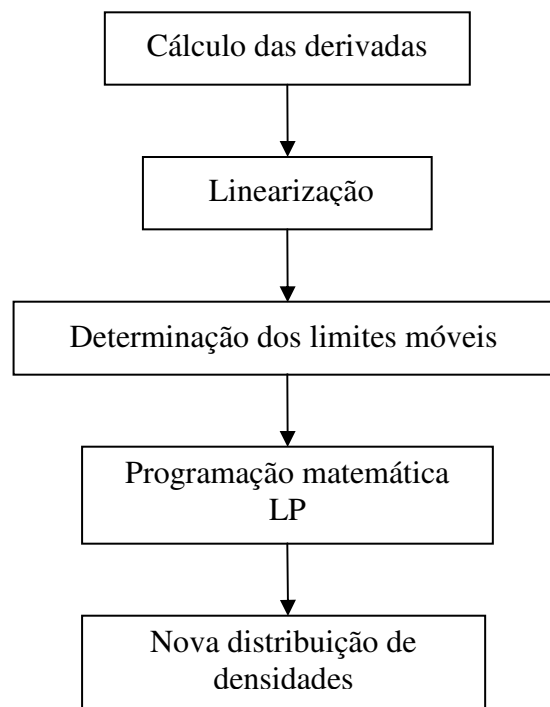 Cálculo das derivadas
Linearização
Determinação dos limites móveis
Programação matemática
LP
Nova distribuição de
densidades